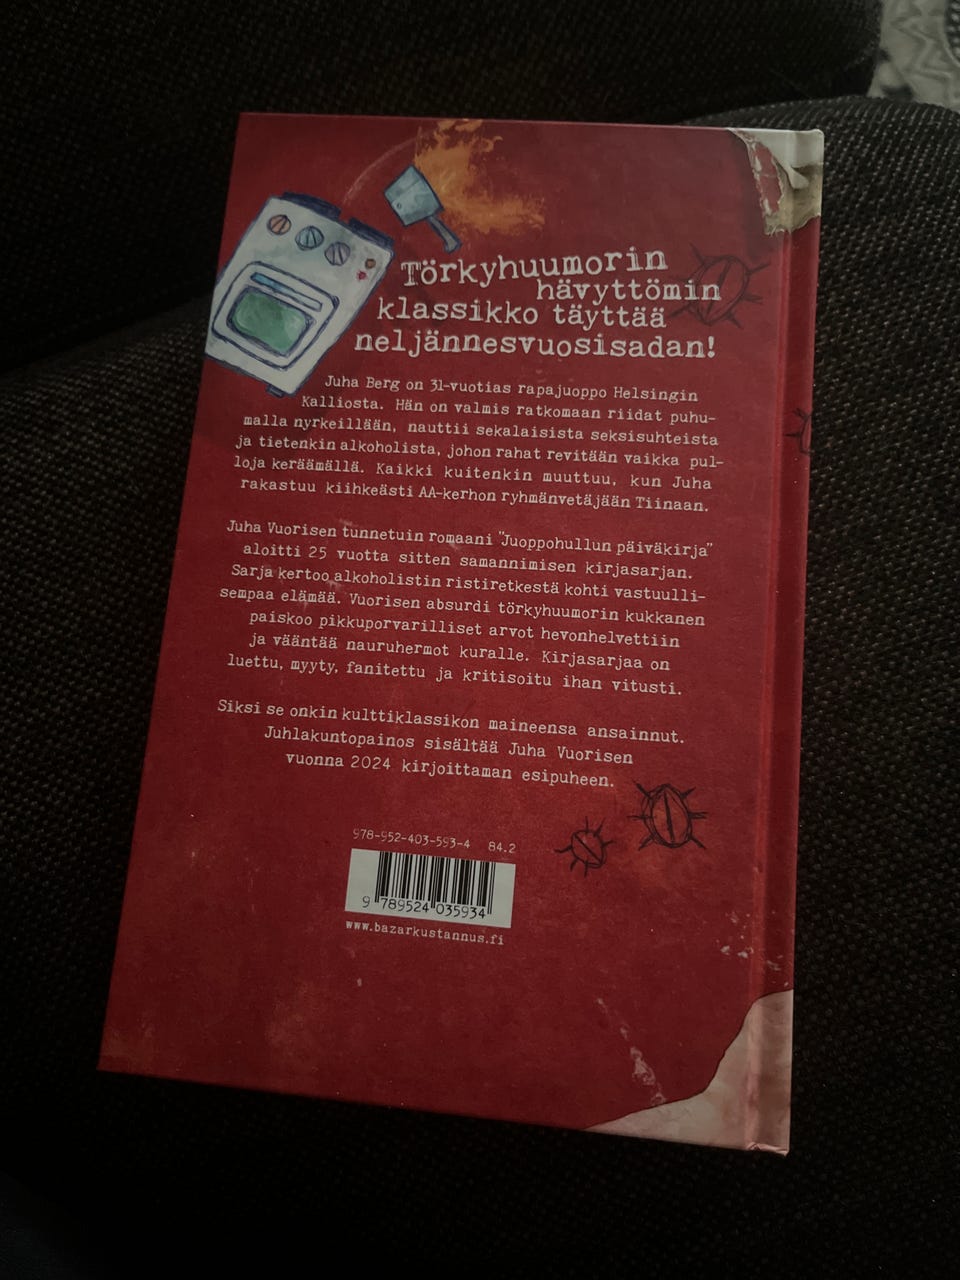 Törkyhuumorin
hävyttömin
klassikko täyttää
neljännesvuosisadan!
Juha Berg on 31-vuotias rapajuoppo Helsingin
Kalliosta. Hän on valmis ratkomaan riidat puhu-
malla nyrkeillään, nauttii sekalaisista seksisuhteista
ja tietenkin alkoholista, johon rahat revitään vaikka pul-
loja keräämällä. Kaikki kuitenkin muuttuu, kun Juha
rakastuu kiihkeästi AA-kerhon ryhmänvetäjään Tiinaan.
Juha Vuorisen tunnetuin romaani "Juoppohullun päiväkirja"
aloitti 25 vuotta sitten samannimisen kirjasarjan.
Sarja kertoo alkoholistin ristiretkestä kohti vastuulli-
sempaa elämää. Vuorisen absurdi törkyhuumorin kukkanen
paiskoo pikkuporvarilliset arvot hevonhelvettiin
ja vääntää nauruhermot kuralle. Kirjasarjaa on
luettu, myyty, fanitettu ja kritisoitu ihan vitusti.
Siksi se onkin kulttiklassikon maineensa ansainnut.
Juhlakuntopainos sisältää Juha Vuorisen
vuonna 2024 kirjoittaman esipuheen.
978-952-403-593-4 84.2
9 789524 035934
www.bazarkustannus.fi